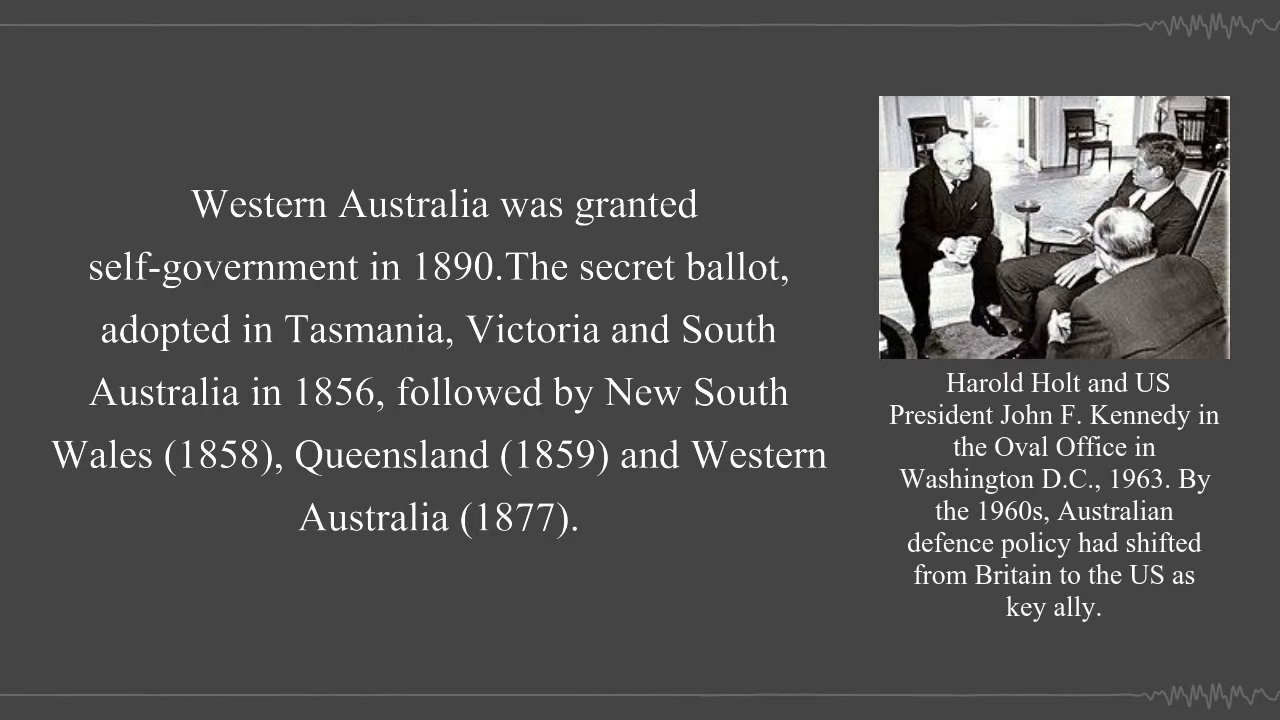 Western Australia was granted
self-government in 1890.The secret ballot,
adopted in Tasmania, Victoria and South
Australia in 1856, followed by New South
Wales (1858), Queensland (1859) and Western
Australia (1877).
Harold Holt and US
President John F. Kennedy in
the Oval Office in
Washington D.C., 1963. By
the 1960s, Australian
defence policy had shifted
from Britain to the US as
key ally.